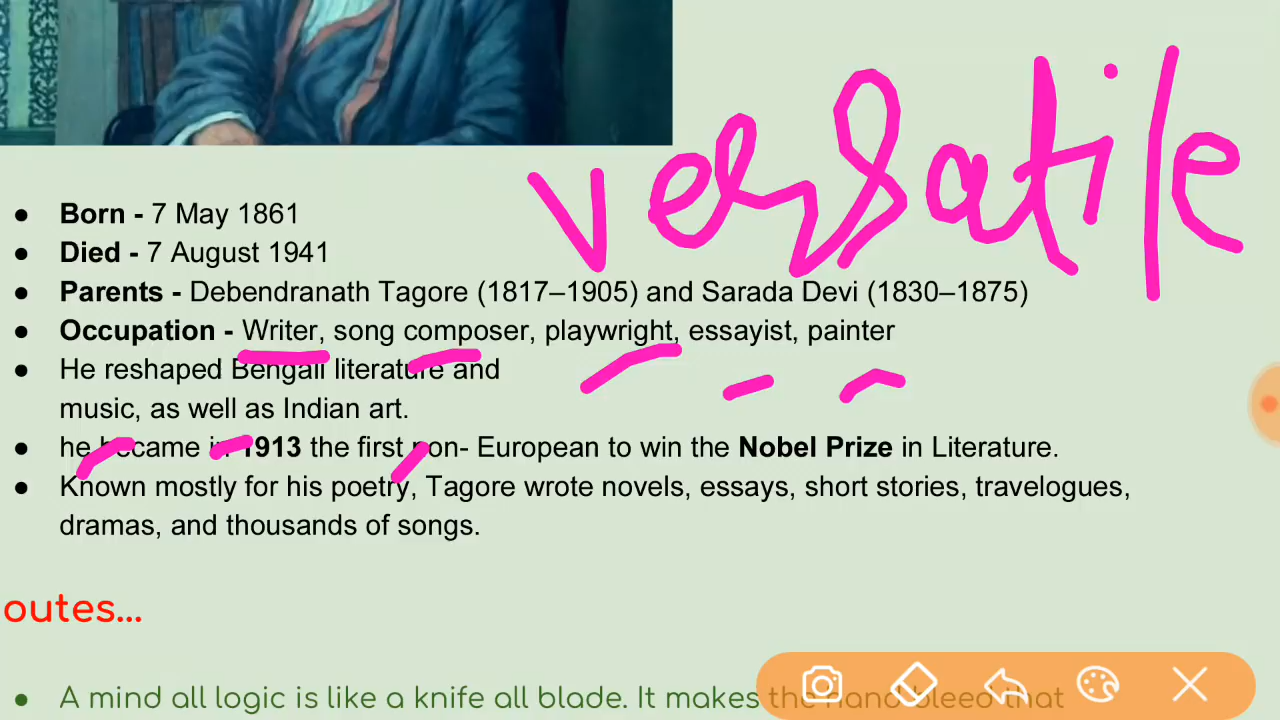 versatile
● Born - 7 May 1861
● Died - 7 August 1941
● Parents - Debendranath Tagore (1817–1905) and Sarada Devi (1830–1875)
● Occupation - Writer, song composer, playwright, essayist, painter
● He reshaped Bengali literature and
music, as well as Indian art.
● he became in 1913 the first non- European to win the Nobel Prize in Literature.
● Known mostly for his poetry, Tagore wrote novels, essays, short stories, travelogues,
dramas, and thousands of songs.
outes...
● A mind all logic is like a knife all blade. It makes the hand bleed that